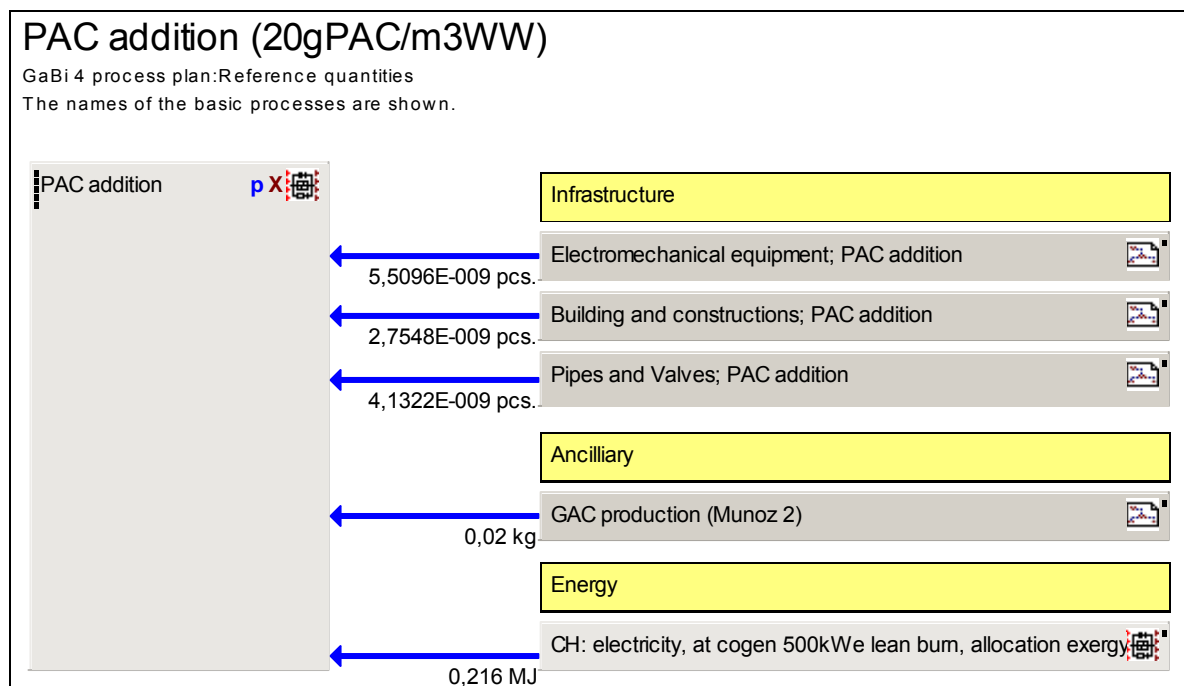 PAC addition (20gPAC/m3WW)
GaBi 4 process plan:Reference quantities
The names of the basic processes are shown.
PAC addition p X
Infrastructure
Electromechanical equipment; PAC addition
5,5096E-009 pcs.
Building and constructions; PAC addition
2,7548E-009 pcs.
Pipes and Valves; PAC addition
4,1322E-009 pcs.
Ancilliary
GAC production (Munoz 2)
0,02 kg
Energy
CH: electricity, at cogen 500kWe lean burn, allocation exergy
0,216 MJ